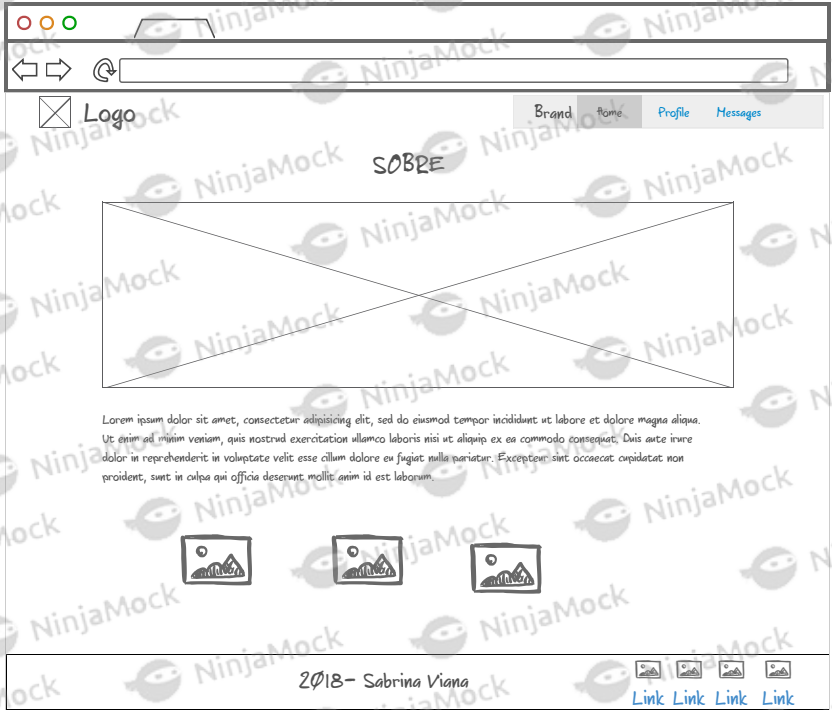 Logo
Brand Home Profile Messages
SOBRE
Lorem ipsum dolor sit amet, consectetur adipisicing elit, sed do eiusmod tempor incididunt ut labore et dolore magna aliqua.
Ut enim ad minim veniam, quis nostrud exercitation ullamco laboris nisi ut aliquip ex ea commodo consequat. Duis aute irure
dolor in reprehenderit in voluptate velit esse cillum dolore eu fugiat nulla pariatur. Excepteur sint occaecat cupidatat non
proident, sunt in culpa qui officia deserunt mollit anim id est laborum.
2018- Sabrina Viana
Link Link Link Link
NinjaMock